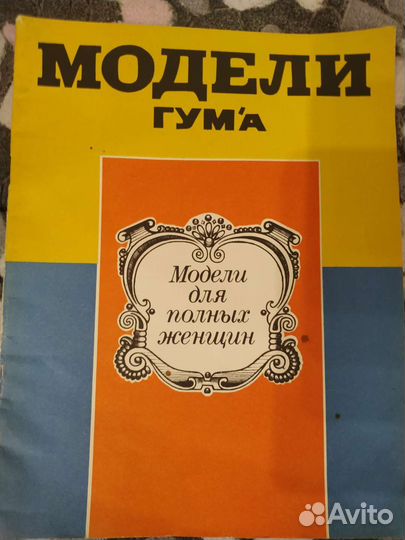 МОДЕЛИ
ГУМ'А
Модели
для
полных
женщин
Avito